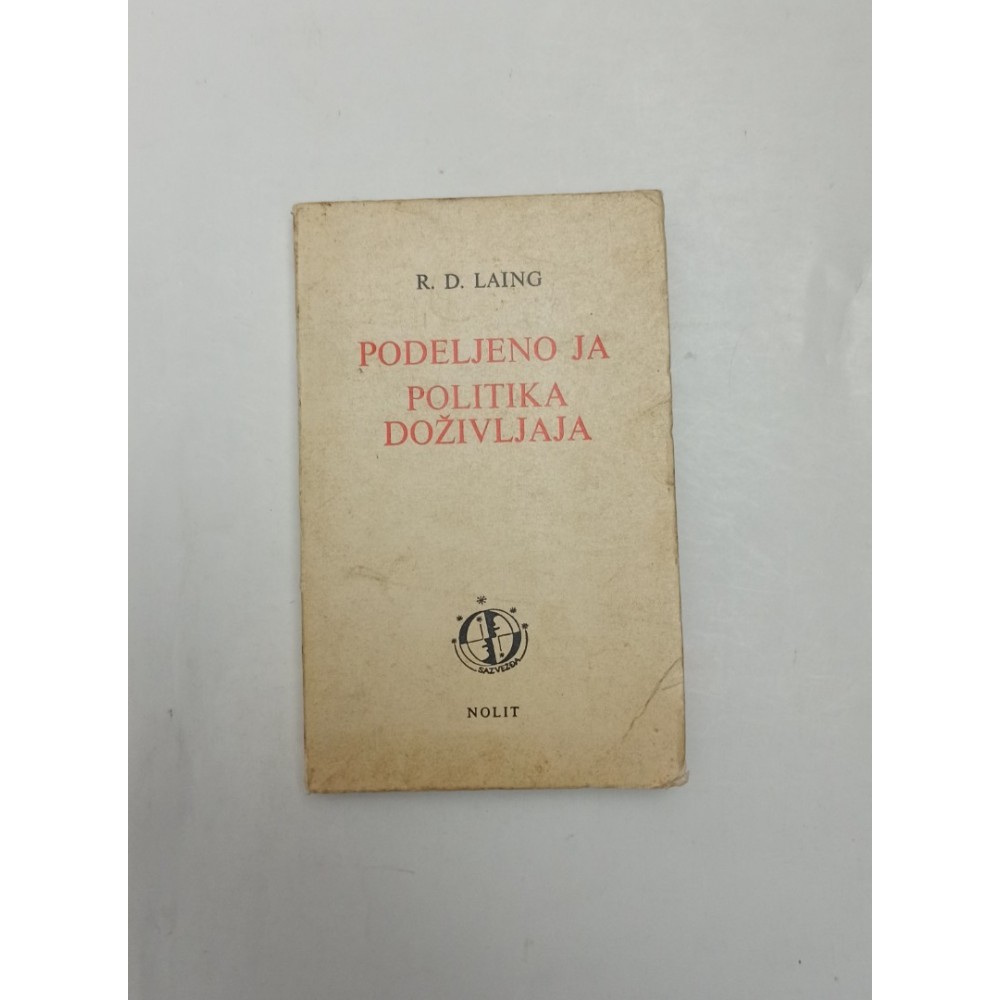 R. D. LAING
PODELJENO JA
POLITIKA
DOŽIVLJAJA
SAZVEŽĐA
NOLIT